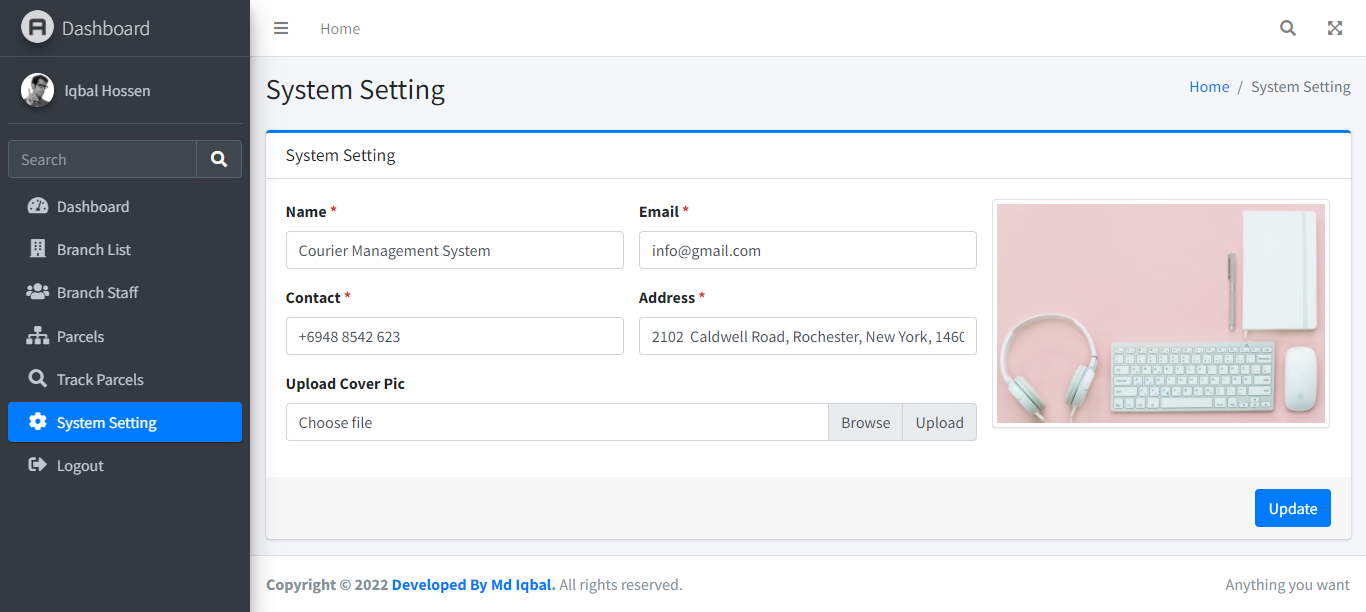 Dashboard
Home
Iqbal Hossen
System Setting
Home / System Setting
Search
System Setting
Dashboard
Branch List
Branch Staff
Parcels
Track Parcels
System Setting
Logout
Name *
Email *
Courier Management System
info@gmail.com
Contact *
Address *
+6948 8542 623
2102 Caldwell Road, Rochester, New York, 1460
Upload Cover Pic
Choose file
Browse
Upload
Update
Copyright © 2022 Developed By Md Iqbal. All rights reserved.
Anything you want